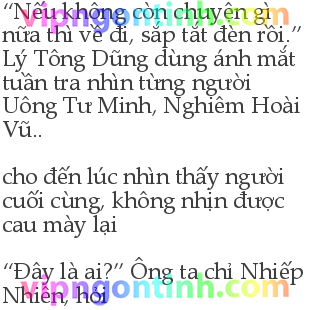 “Nếu không còn chuyện gì
vipngontinh.com
nữa thì về đi, sắp tắt đèn rồi.”
Lý Tông Dũng dùng ánh mắt
tuần tra nhìn từng người
Uông Tư Minh, Nghiêm Hoài
Vũ..
cho đến lúc nhìn thấy người
cuối cùng, không nhịn được
cau mày lại
“Đây là ai?” Ông ta chỉ Nhiếp
vipngontinh.com
Nhiên, hỏi